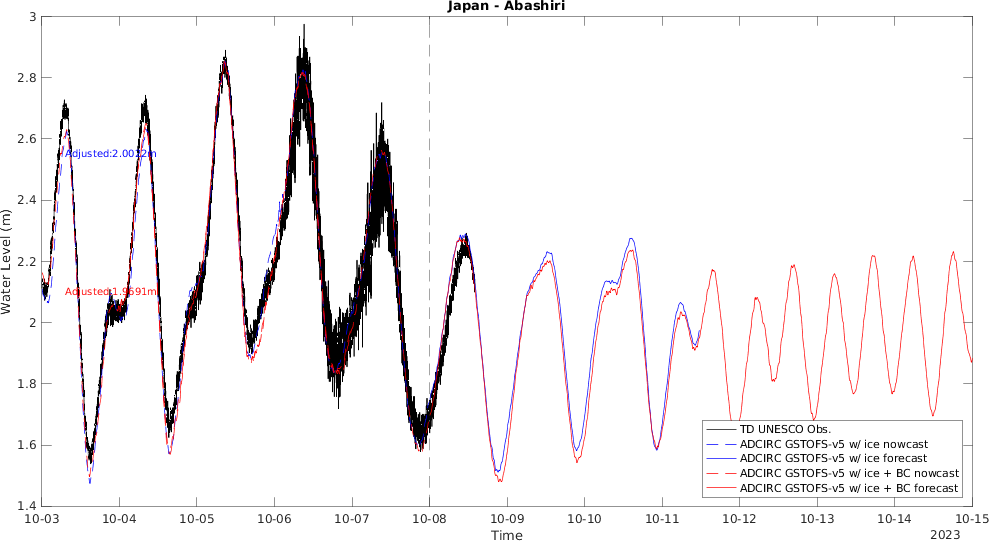 Japan - Abashiri
3
2.8
2.6
2.4
2.2
2
1.8
1.6
1.4
Water Level (m)
Adjusted:2.0032m
Adjusted:1.9691m
TD UNESCO Obs.
ADCIRC GSTOFS-v5 w/ ice nowcast
ADCIRC GSTOFS-v5 w/ ice forecast
ADCIRC GSTOFS-v5 w/ ice + BC nowcast
ADCIRC GSTOFS-v5 w/ ice + BC forecast
10-03 10-04 10-05 10-06 10-07 10-08 10-09 10-10 10-11 10-12 10-13 10-14 10-15
Time
2023